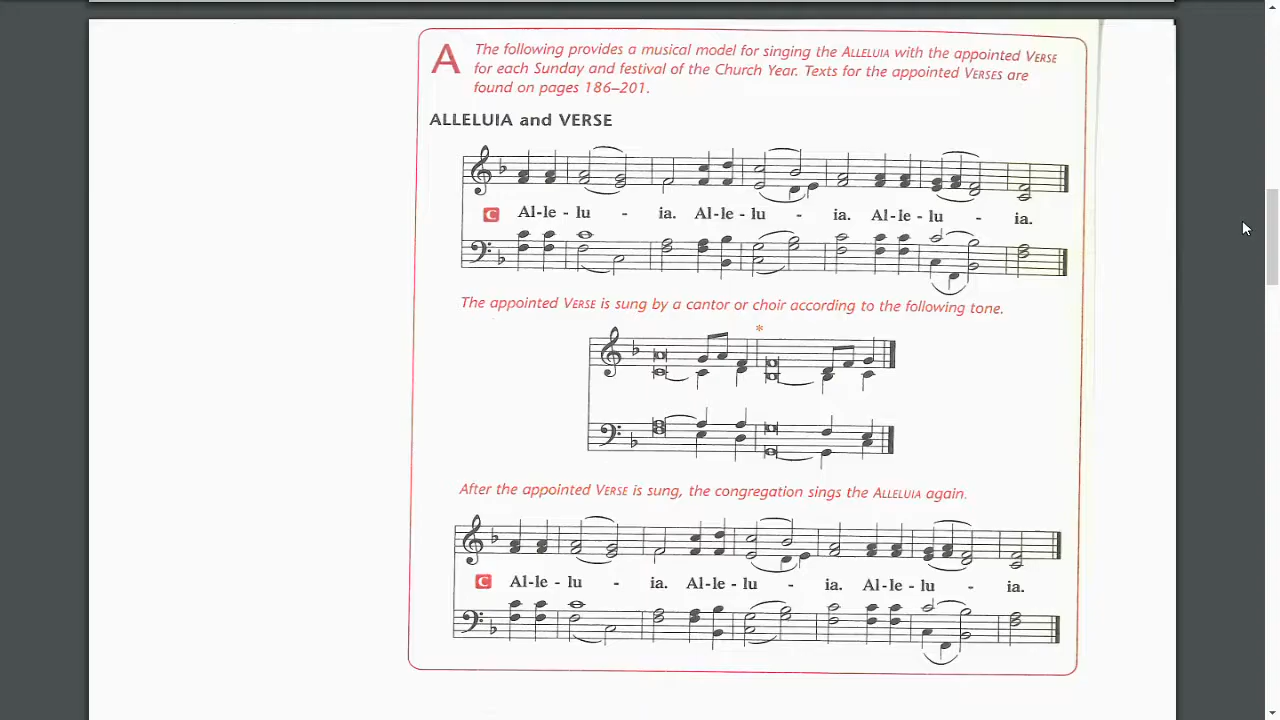 A The following provides a musical model for singing the ALLELUIA with the appointed VERSE
for each Sunday and festival of the Church Year. Texts for the appointed VERSES are
found on pages 186–201.
ALLELUIA and VERSE
C Al-le - lu - ia. Al-le - lu - ia. Al-le - lu - ia.
The appointed VERSE is sung by a cantor or choir according to the following tone.
*
After the appointed VERSE is sung, the congregation sings the ALLELUIA again.
C Al-le - lu - ia. Al-le - lu - ia. Al-le - lu - ia.